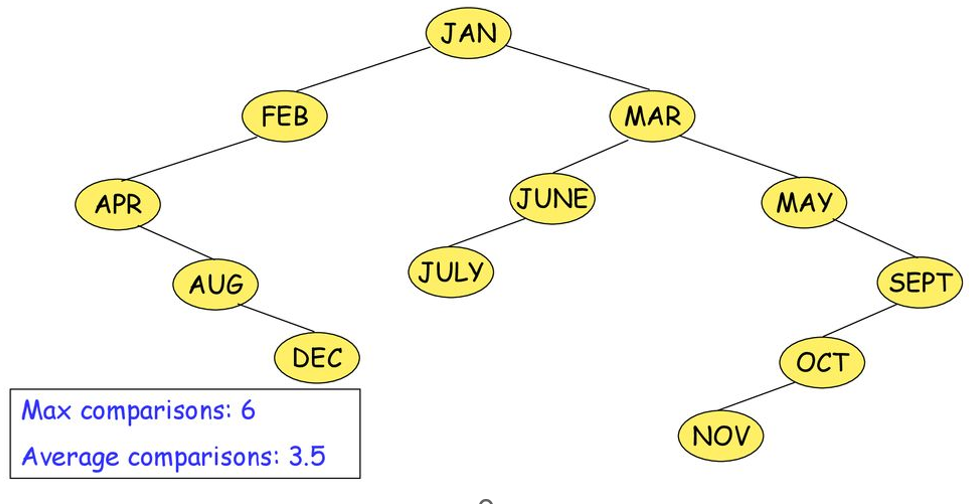 JAN
FEB
MAR
APR
JUNE
MAY
AUG
JULY
SEPT
DEC
OCT
NOV
Max comparisons: 6
Average comparisons: 3.5